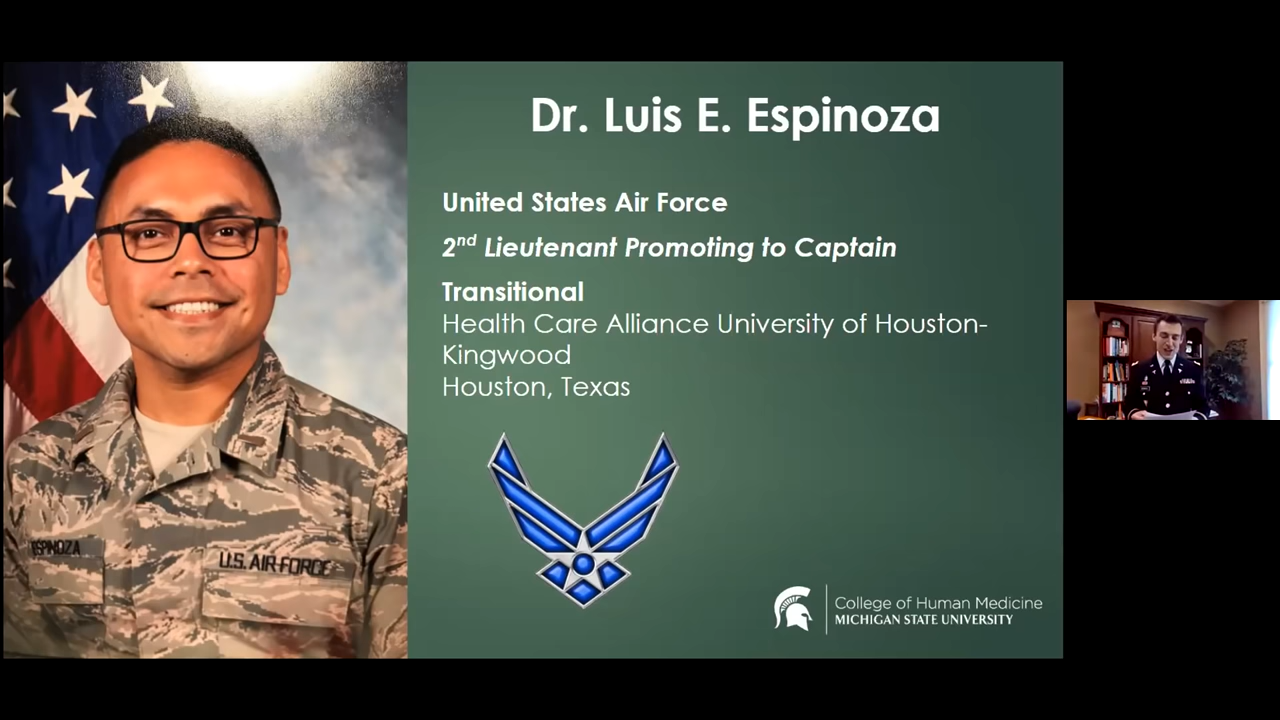 Dr. Luis E. Espinoza
United States Air Force
2nd Lieutenant Promoting to Captain
Transitional
Health Care Alliance University of Houston-
Kingwood
Houston, Texas
ESPINOZA
U.S. AIR FORCE
College of Human Medicine
MICHIGAN STATE UNIVERSITY